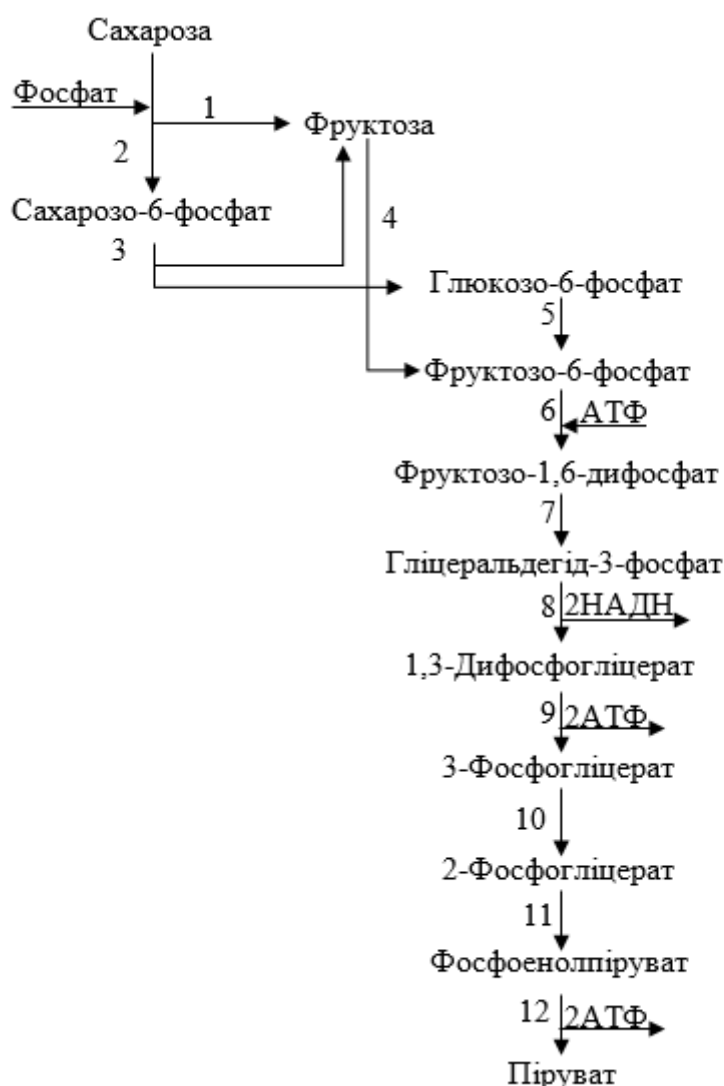 Сахароза
Фосфат
1
Фруктоза
2
Сахарозо-6-фосфат
4
3
Глюкозо-6-фосфат
5
Фруктозо-6-фосфат
6
АТФ
Фруктозо-1,6-дифосфат
7
Гліцеральдегід-3-фосфат
8
2НАДН
1,3-Дифосфогліцерат
9
2АТФ
3-Фосфогліцерат
10
2-Фосфогліцерат
11
Фосфоенолпіруват
12
2АТФ
Піруват